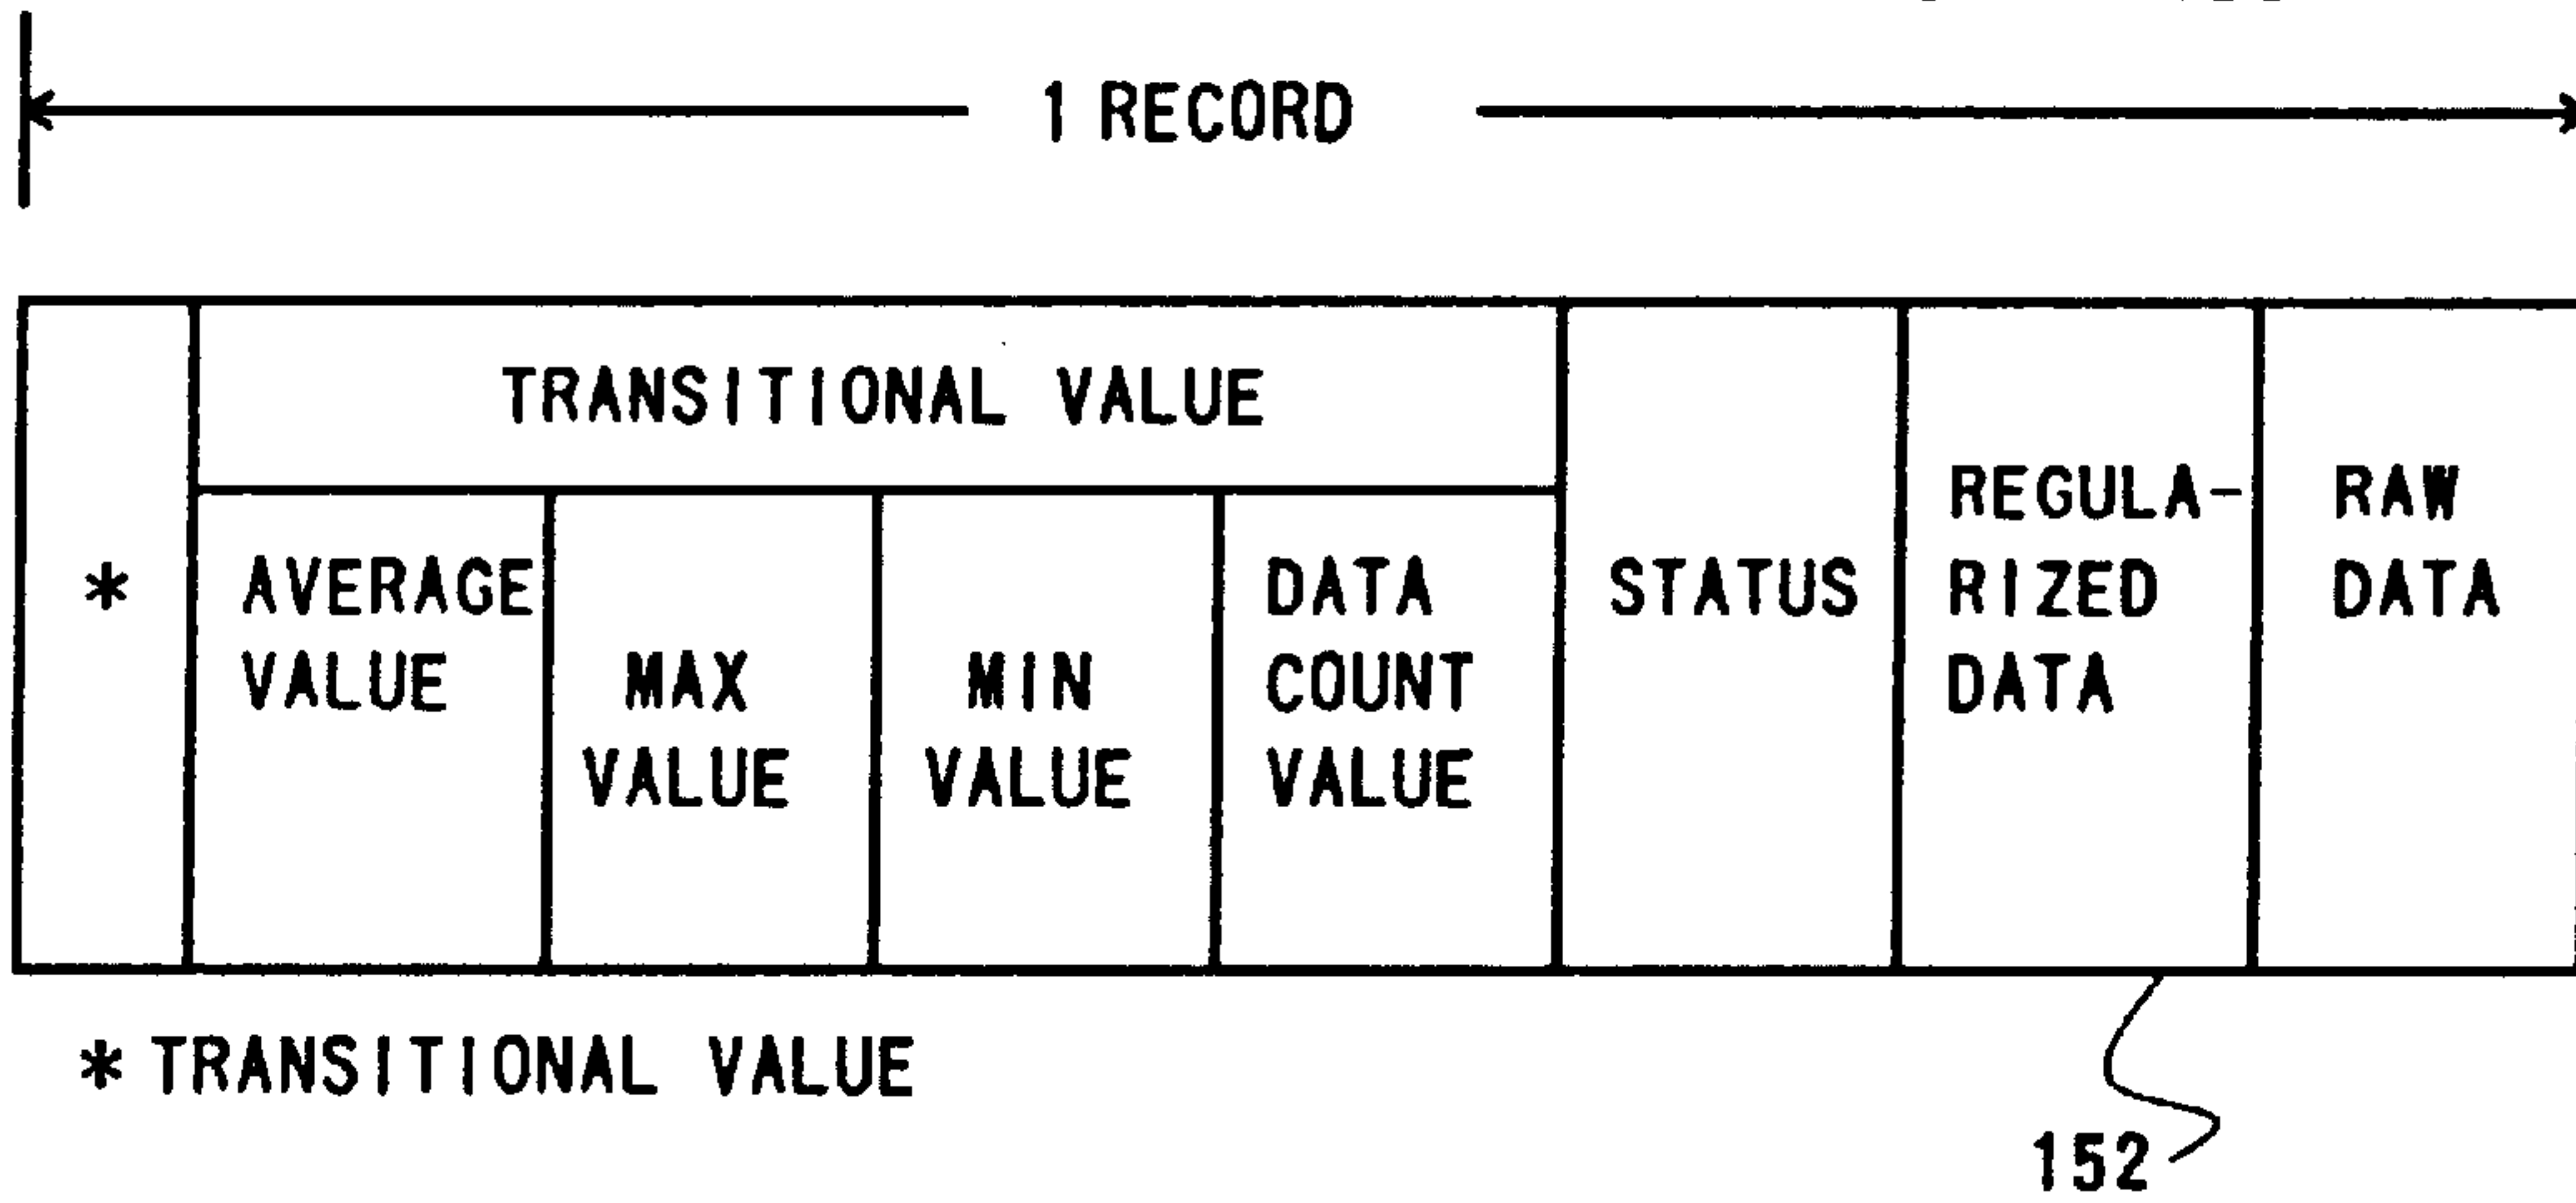 1 RECORD
TRANSITIONAL VALUE
*
AVERAGE
VALUE
MAX
VALUE
MIN
VALUE
DATA
COUNT
VALUE
STATUS
REGULA-
RIZED
DATA
RAW
DATA
* TRANSITIONAL VALUE
152